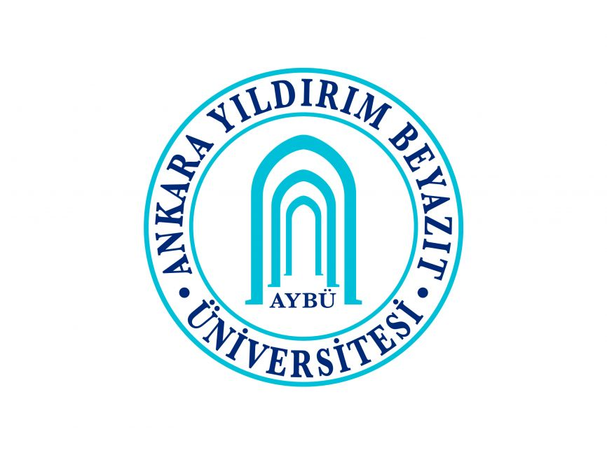 ANKARA YILDIRIM BEYAZIT
ÜNİVERSİTESİ
AYBÜ